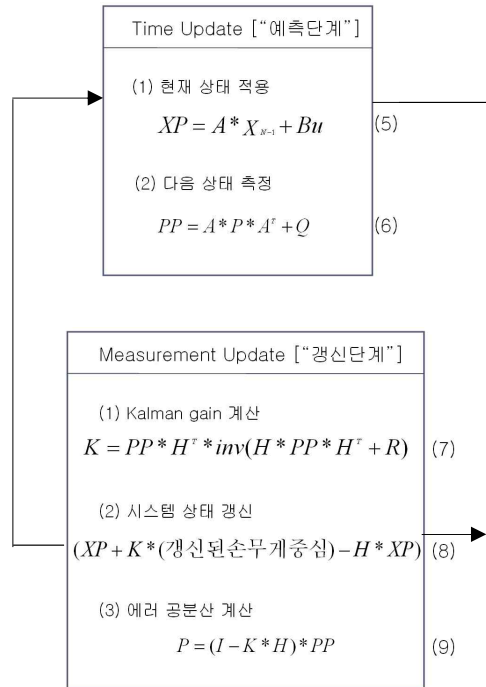 Time Update [“예측단계”]
(1) 현재 상태 적용
XP = A* X_{N-1} + Bu (5)
(2) 다음 상태 측정
PP = A* P* A^T + Q (6)
Measurement Update [“갱신단계”]
(1) Kalman gain 계산
K = PP* H^T *inv(H* PP* H^T + R) (7)
(2) 시스템 상태 갱신
(XP + K*(갱신된손무게중심) − H* XP) (8)
(3) 에러 공분산 계산
P = (I − K* H)* PP (9)